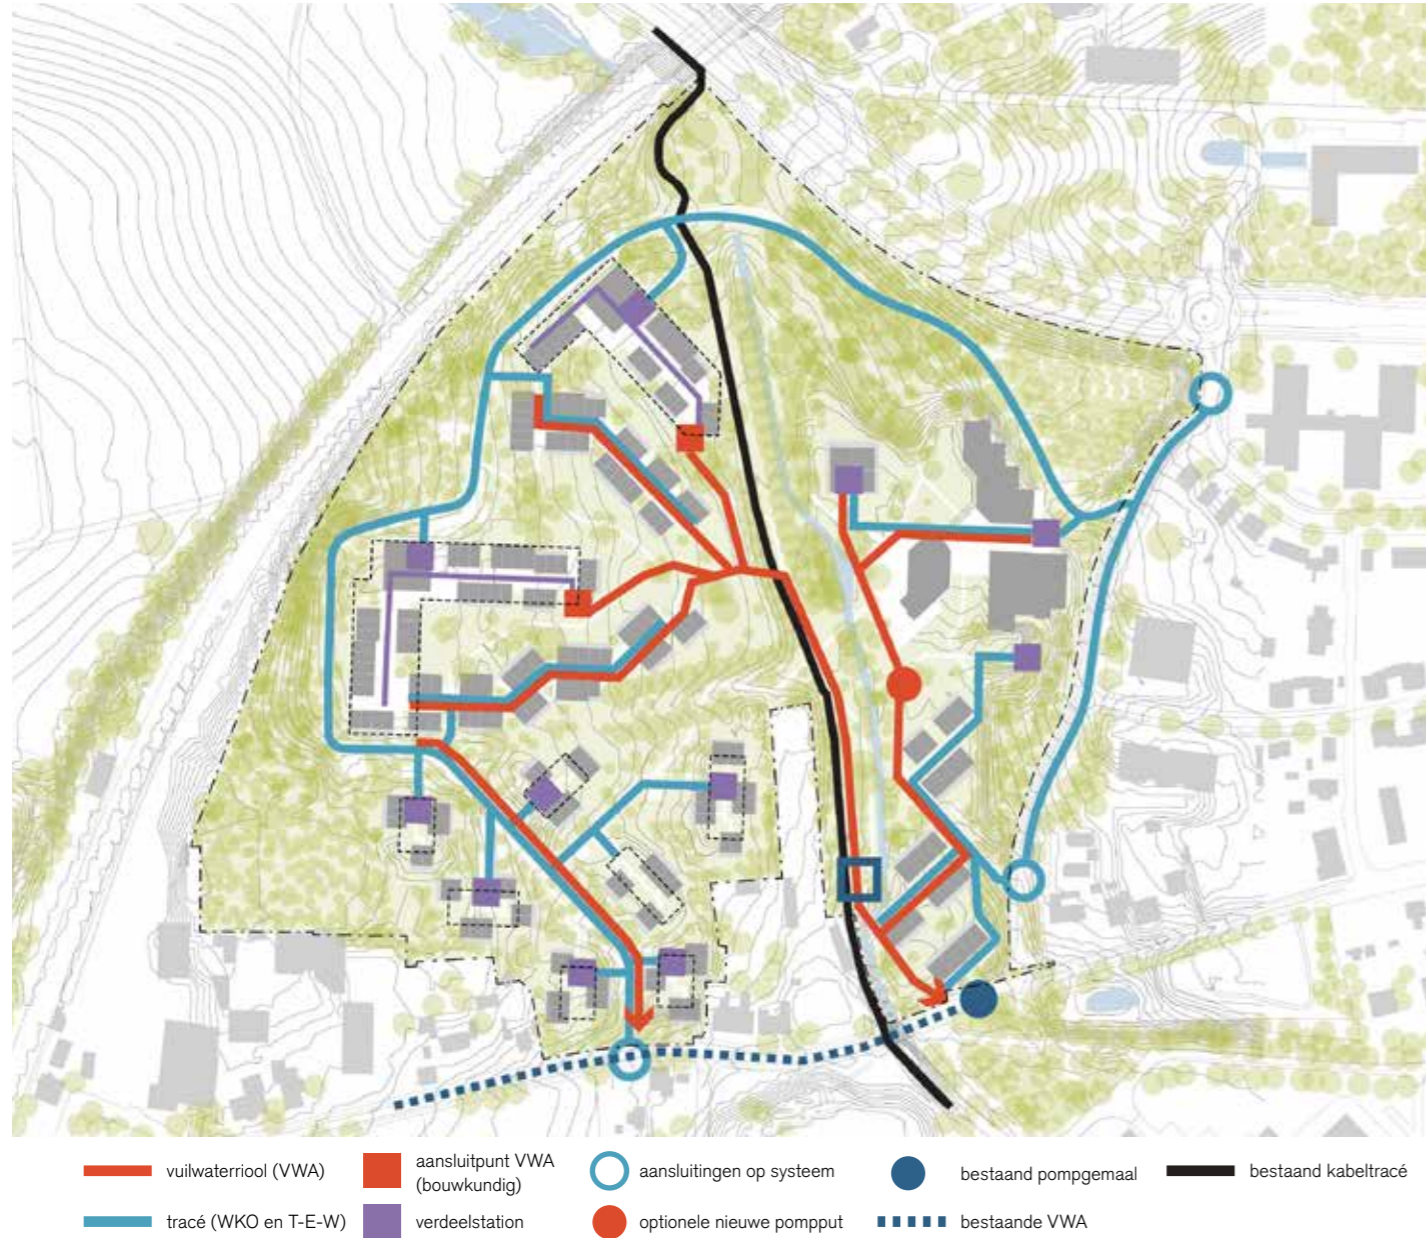 vuilwaterriool (VWA)
aansluitpunt VWA
(bouwkundig)
aansluitingen op systeem
bestaand pompgemaal
bestaand kabeltracé
tracé (WKO en T-E-W)
verdeelstation
optionele nieuwe pompput
bestaande VWA